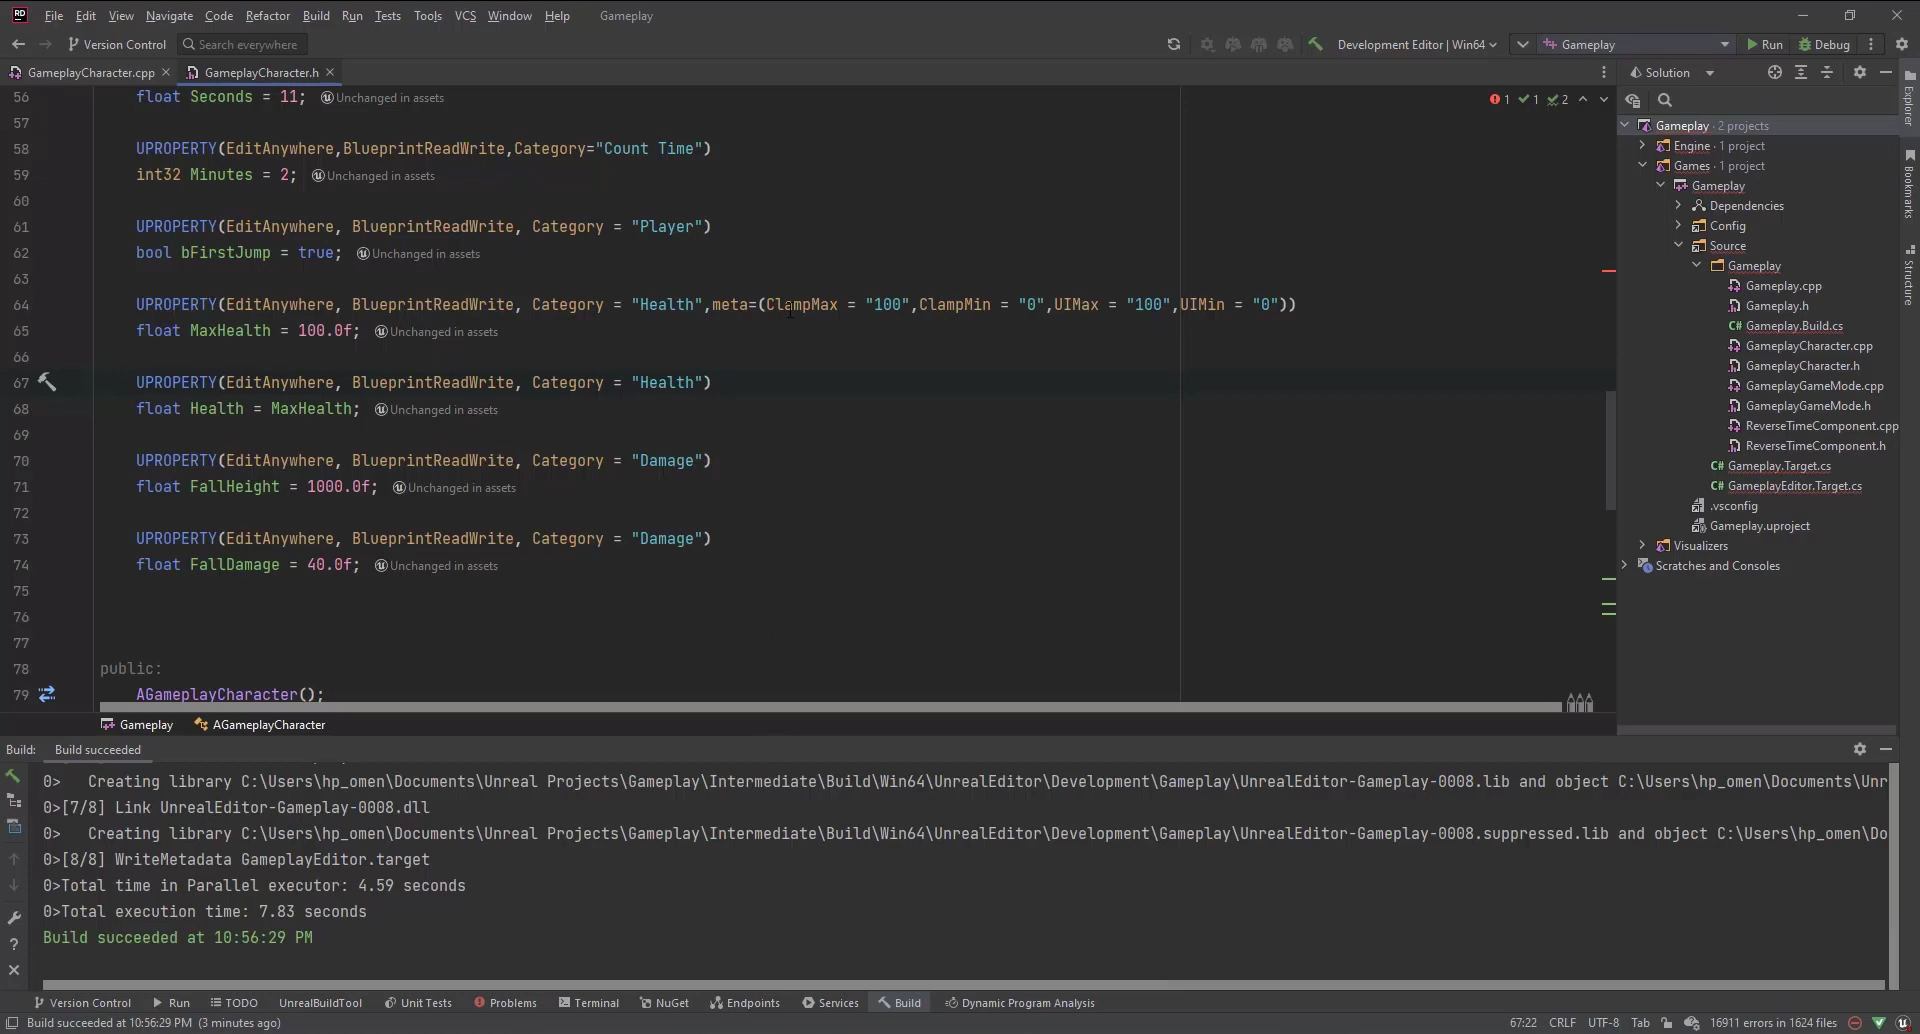 RD File Edit View Navigate Code Refactor Build Run Tests Tools VCS Window Help Gameplay
Version Control Search everywhere Development Editor | Win64 Gameplay Run Debug
GameplayCharacter.cpp GameplayCharacter.h Solution
56 float Seconds = 11; Unchanged in assets
57
58 UPROPERTY(EditAnywhere,BlueprintReadWrite,Category="Count Time")
59 int32 Minutes = 2; Unchanged in assets
60
61 UPROPERTY(EditAnywhere, BlueprintReadWrite, Category = "Player")
62 bool bFirstJump = true; Unchanged in assets
63
64 UPROPERTY(EditAnywhere, BlueprintReadWrite, Category = "Health",meta=(ClampMax = "100",ClampMin = "0",UIMax = "100",UIMin = "0"))
65 float MaxHealth = 100.0f; Unchanged in assets
66
67 UPROPERTY(EditAnywhere, BlueprintReadWrite, Category = "Health")
68 float Health = MaxHealth; Unchanged in assets
69
70 UPROPERTY(EditAnywhere, BlueprintReadWrite, Category = "Damage")
71 float FallHeight = 1000.0f; Unchanged in assets
72
73 UPROPERTY(EditAnywhere, BlueprintReadWrite, Category = "Damage")
74 float FallDamage = 40.0f; Unchanged in assets
75
76
77
78 public:
79 AGameplayCharacter();
1 1 2
Gameplay AGameplayCharacter
Gameplay · 2 projects
Engine · 1 project
Games · 1 project
Gameplay
Dependencies
Config
Source
Gameplay
Gameplay.cpp
Gameplay.h
C# Gameplay.Build.cs
GameplayCharacter.cpp
GameplayCharacter.h
GameplayGameMode.cpp
GameplayGameMode.h
ReverseTimeComponent.cpp
ReverseTimeComponent.h
C# Gameplay.Target.cs
C# GameplayEditor.Target.cs
.vsconfig
Gameplay.uproject
Visualizers
Scratches and Consoles
Explorer
Bookmarks
Structure
Build: Build succeeded
0> Creating library C:\Users\hp_omen\Documents\Unreal Projects\Gameplay\Intermediate\Build\Win64\UnrealEditor\Development\Gameplay\UnrealEditor-Gameplay-0008.lib and object C:\Users\hp_omen\Documents\Unr
0>[7/8] Link UnrealEditor-Gameplay-0008.dll
0> Creating library C:\Users\hp_omen\Documents\Unreal Projects\Gameplay\Intermediate\Build\Win64\UnrealEditor\Development\Gameplay\UnrealEditor-Gameplay-0008.suppressed.lib and object C:\Users\hp_omen\Do
0>[8/8] WriteMetadata GameplayEditor.target
0>Total time in Parallel executor: 4.59 seconds
0>Total execution time: 7.83 seconds
Build succeeded at 10:56:29 PM
Version Control Run TODO UnrealBuildTool Unit Tests Problems Terminal NuGet Endpoints Services Build Dynamic Program Analysis
Build succeeded at 10:56:29 PM (3 minutes ago) 67:22 CRLF UTF-8 Tab 16911 errors in 1624 files